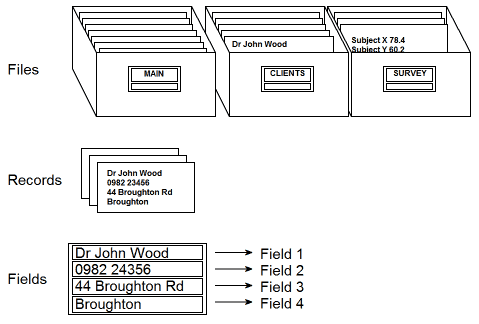 Files
Dr John Wood
Subject X 78.4
Subject Y 60.2
MAIN
CLIENTS
SURVEY
Records
Dr John Wood
0982 23456
44 Broughton Rd
Broughton
Fields
Dr John Wood
Field 1
0982 24356
Field 2
44 Broughton Rd
Field 3
Broughton
Field 4